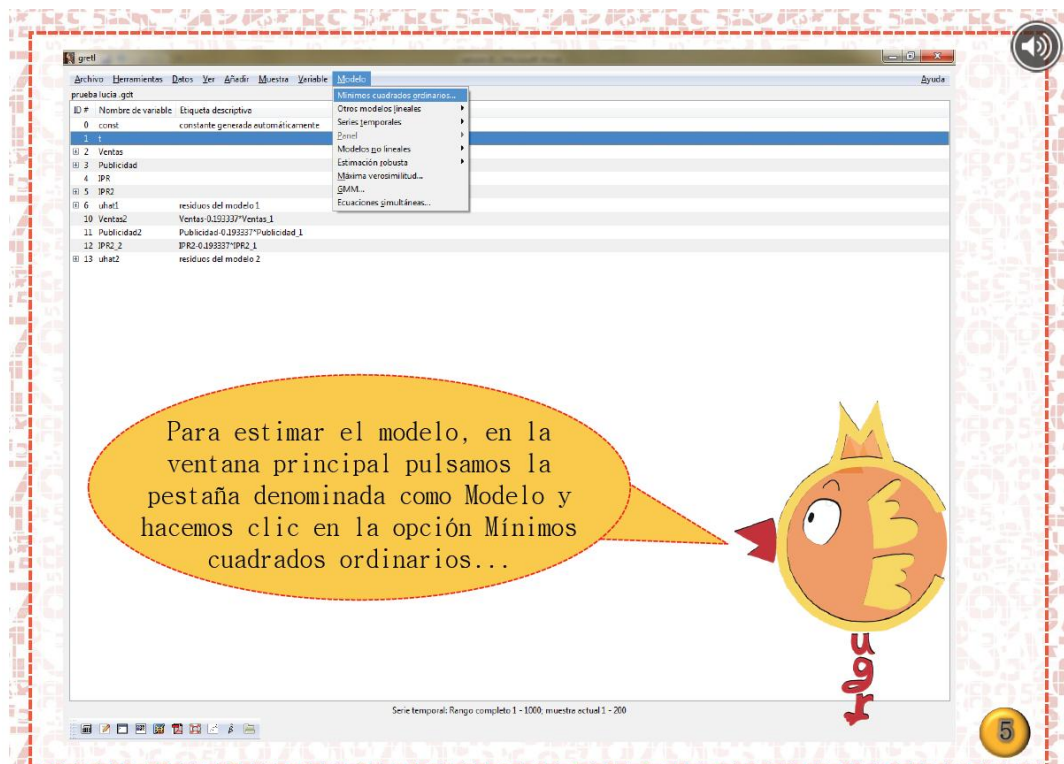 gretl
Archivo Herramientas Datos Ver Añadir Muestra Variable Modelo Ayuda
prueba lucia .gdt
ID # Nombre de variable Etiqueta descriptiva
0 const constante generada automáticamente
1 t
2 Ventas
3 Publicidad
4 IPR
5 IPR2
6 uhat1 residuos del modelo 1
10 Ventas2 Ventas-0.193337*Ventas_1
11 Publicidad2 Publicidad-0.193337*Publicidad_1
12 IPR2_2 IPR2-0.193337*IPR2_1
13 uhat2 residuos del modelo 2
Mínimos cuadrados ordinarios...
Otros modelos lineales
Series temporales
Panel
Modelos no lineales
Estimación robusta
Máxima verosimilitud...
GMM...
Ecuaciones simultáneas...
Para estimar el modelo, en la
ventana principal pulsamos la
pestaña denominada como Modelo y
hacemos clic en la opción Mínimos
cuadrados ordinarios...
ugr
Serie temporal: Rango completo 1 - 1000; muestra actual 1 - 200
5